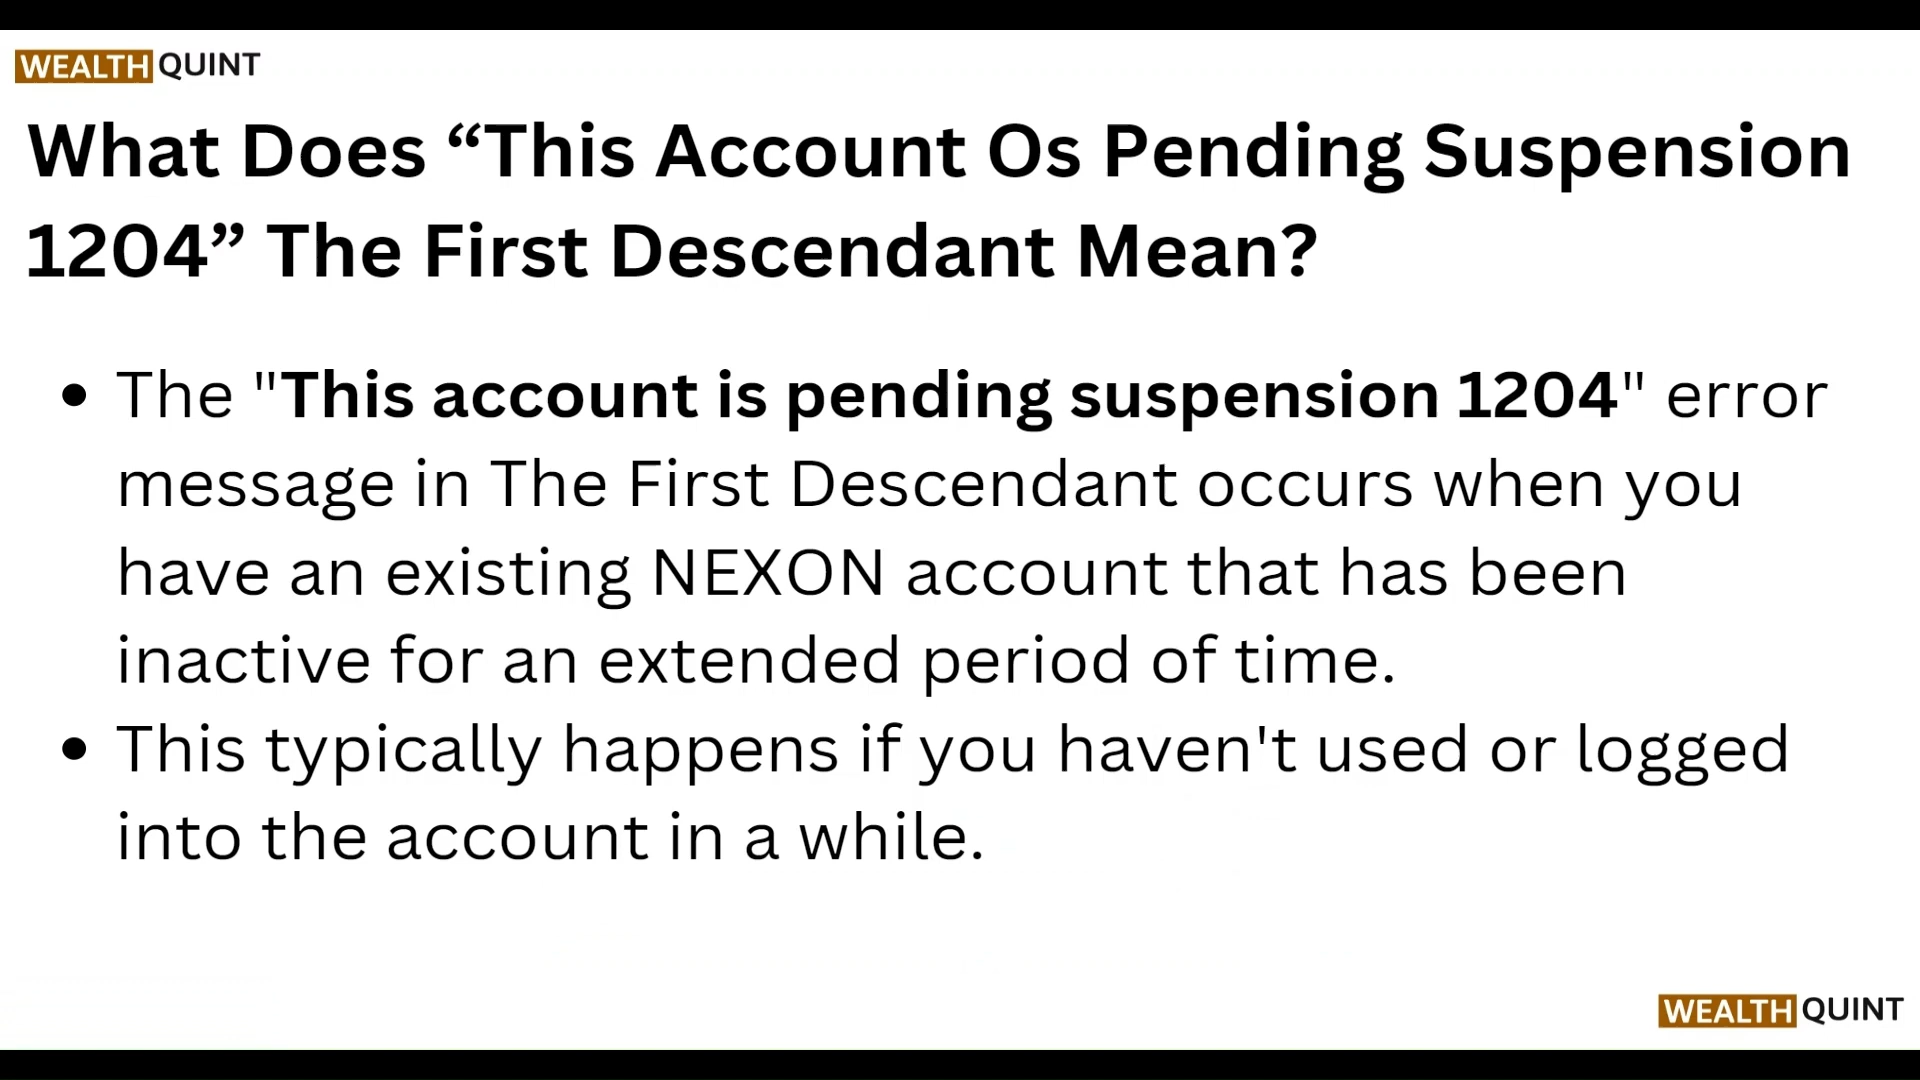 WEALTH QUINT
What Does “This Account Os Pending Suspension
1204” The First Descendant Mean?
• The "This account is pending suspension 1204" error
message in The First Descendant occurs when you
have an existing NEXON account that has been
inactive for an extended period of time.
• This typically happens if you haven't used or logged
into the account in a while.
WEALTH QUINT